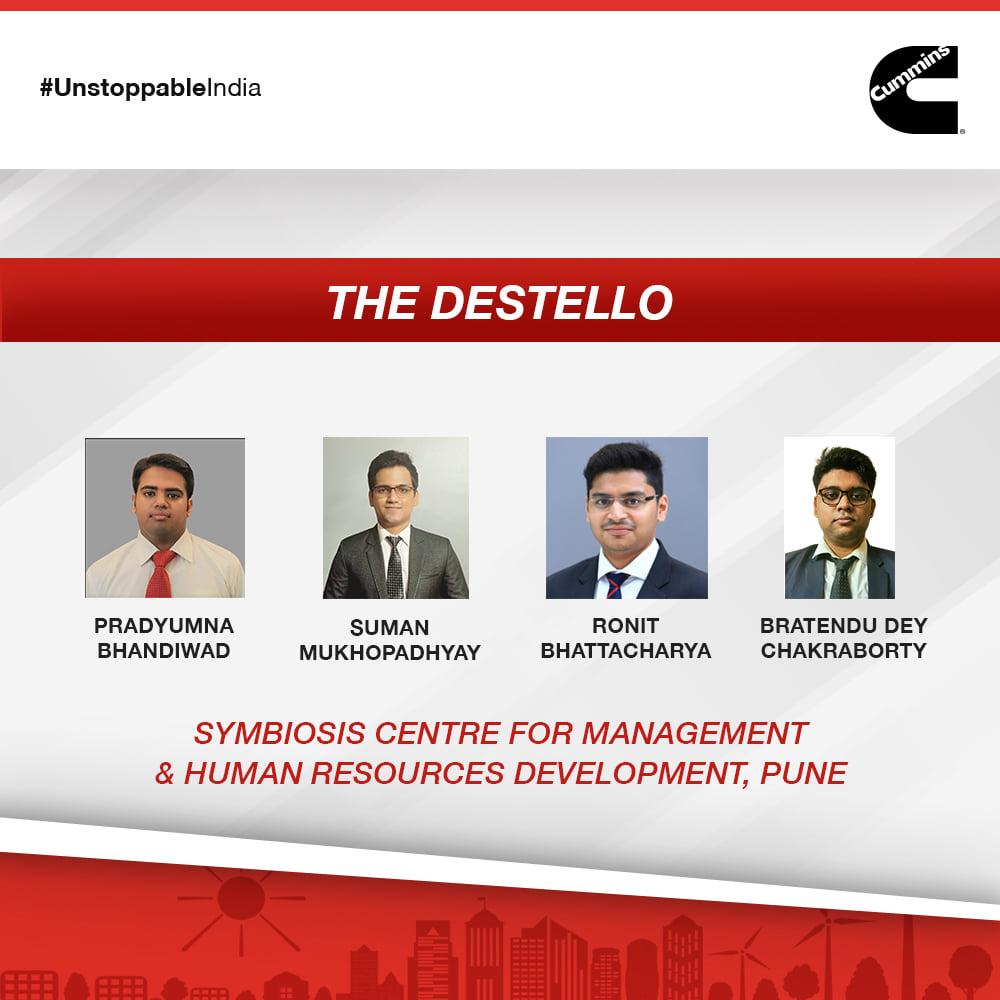 #UnstoppableIndia
Cummins
®
THE DESTELLO
PRADYUMNA
BHANDIWAD
SUMAN
MUKHOPADHYAY
RONIT
BHATTACHARYA
BRATENDU DEY
CHAKRABORTY
SYMBIOSIS CENTRE FOR MANAGEMENT
& HUMAN RESOURCES DEVELOPMENT, PUNE